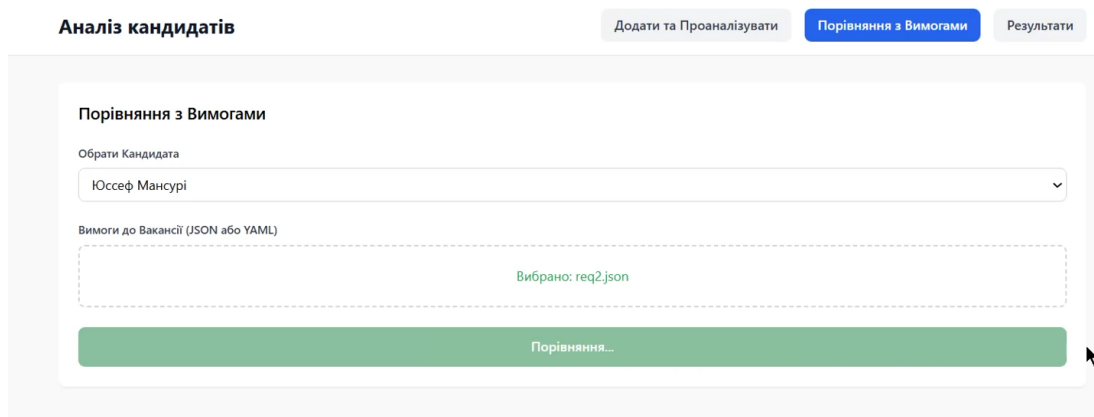 Аналіз кандидатів
Додати та Проаналізувати
Порівняння з Вимогами
Результати
Порівняння з Вимогами
Обрати Кандидата
Юссеф Мансурі
Вимоги до Вакансії (JSON або YAML)
Вибрано: req2.json
Порівняння...